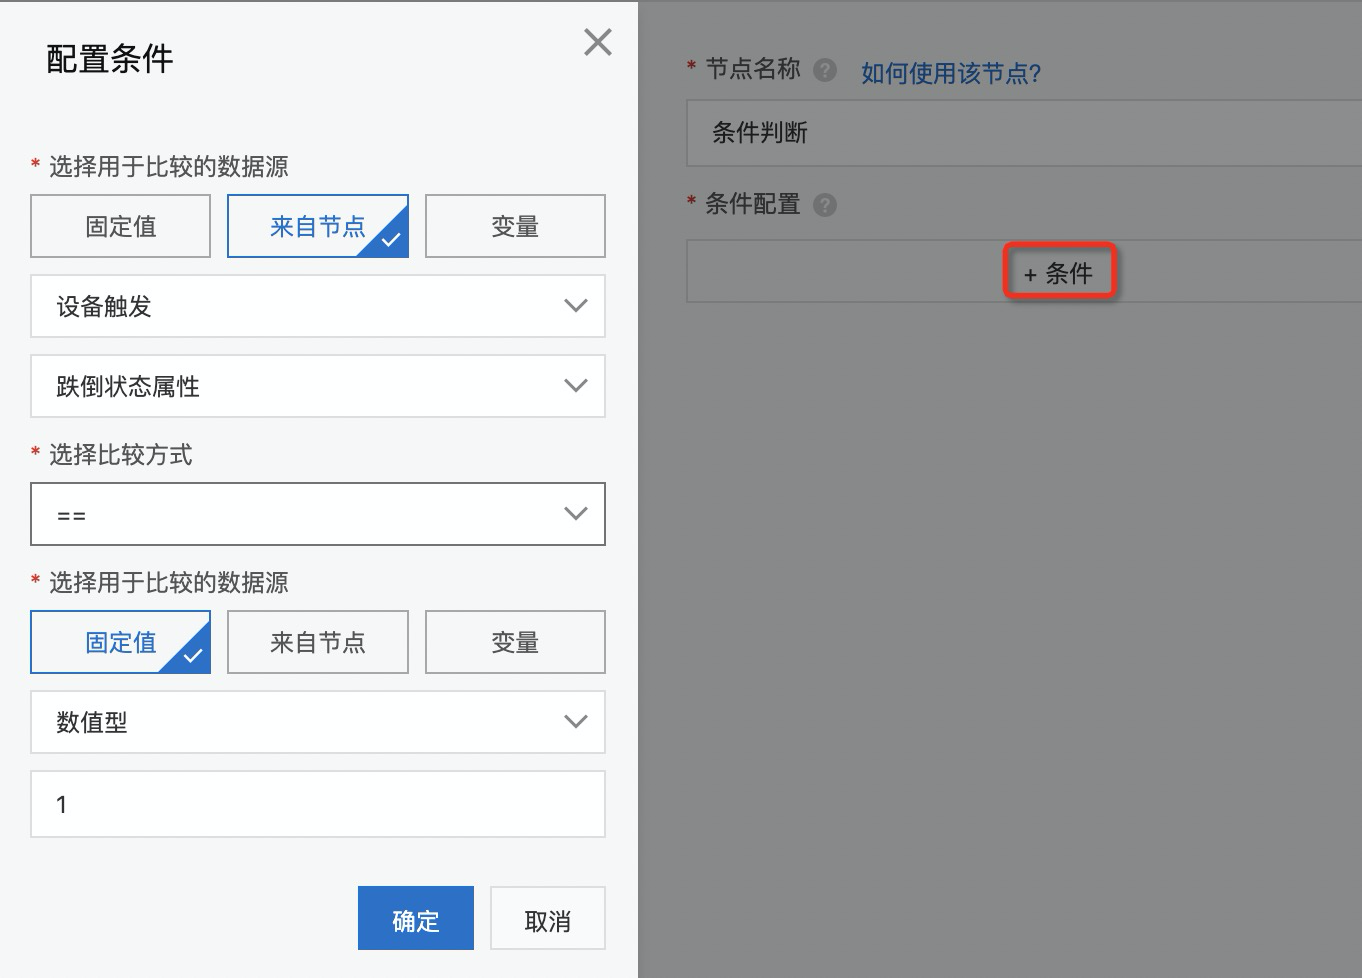 配置条件
* 选择用于比较的数据源
固定值 来自节点 变量
设备触发
跌倒状态属性
* 选择比较方式
==
* 选择用于比较的数据源
固定值 来自节点 变量
数值型
1
确定 取消
* 节点名称 ? 如何使用该节点?
条件判断
* 条件配置 ?
+ 条件